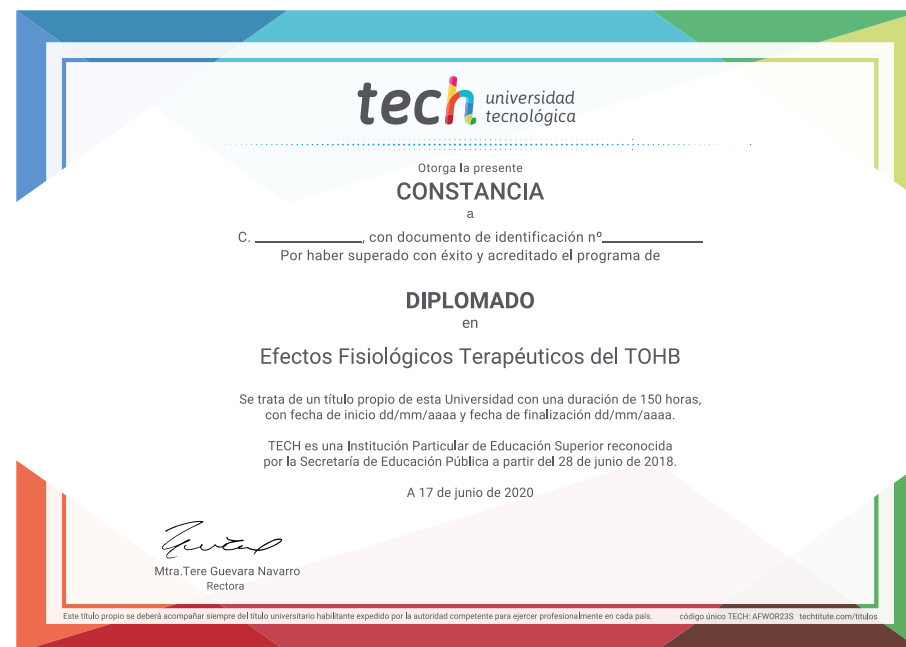 tech universidad
tecnológica
Otorga la presente
CONSTANCIA
a
C. ____________, con documento de identificación nº____________
Por haber superado con éxito y acreditado el programa de
DIPLOMADO
en
Efectos Fisiológicos Terapéuticos del TOHB
Se trata de un título propio de esta Universidad con una duración de 150 horas,
con fecha de inicio dd/mm/aaaa y fecha de finalización dd/mm/aaaa.
TECH es una Institución Particular de Educación Superior reconocida
por la Secretaría de Educación Pública a partir del 28 de junio de 2018.
A 17 de junio de 2020
Mtra.Tere Guevara Navarro
Rectora
Este título propio se deberá acompañar siempre del título universitario habilitante expedido por la autoridad competente para ejercer profesionalmente en cada país. código único TECH: AFWOR23S techtitute.com/titulos